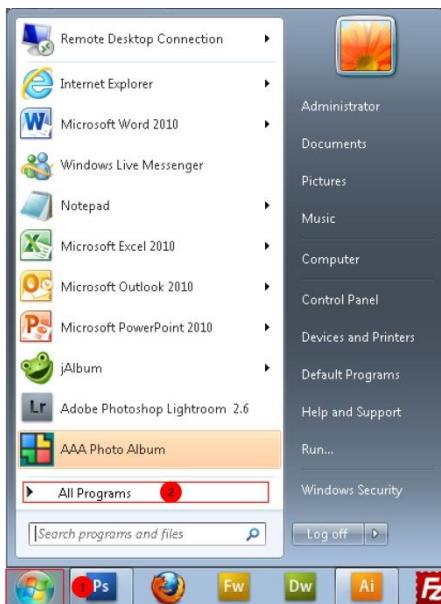 Remote Desktop Connection
Internet Explorer
Microsoft Word 2010
Windows Live Messenger
Notepad
Microsoft Excel 2010
Microsoft Outlook 2010
Microsoft PowerPoint 2010
jAlbum
Lr Adobe Photoshop Lightroom 2.6
AAA Photo Album
All Programs 2
Search programs and files
Administrator
Documents
Pictures
Music
Computer
Control Panel
Devices and Printers
Default Programs
Help and Support
Run...
Windows Security
Log off
1 Ps Fw Dw Ai Fz